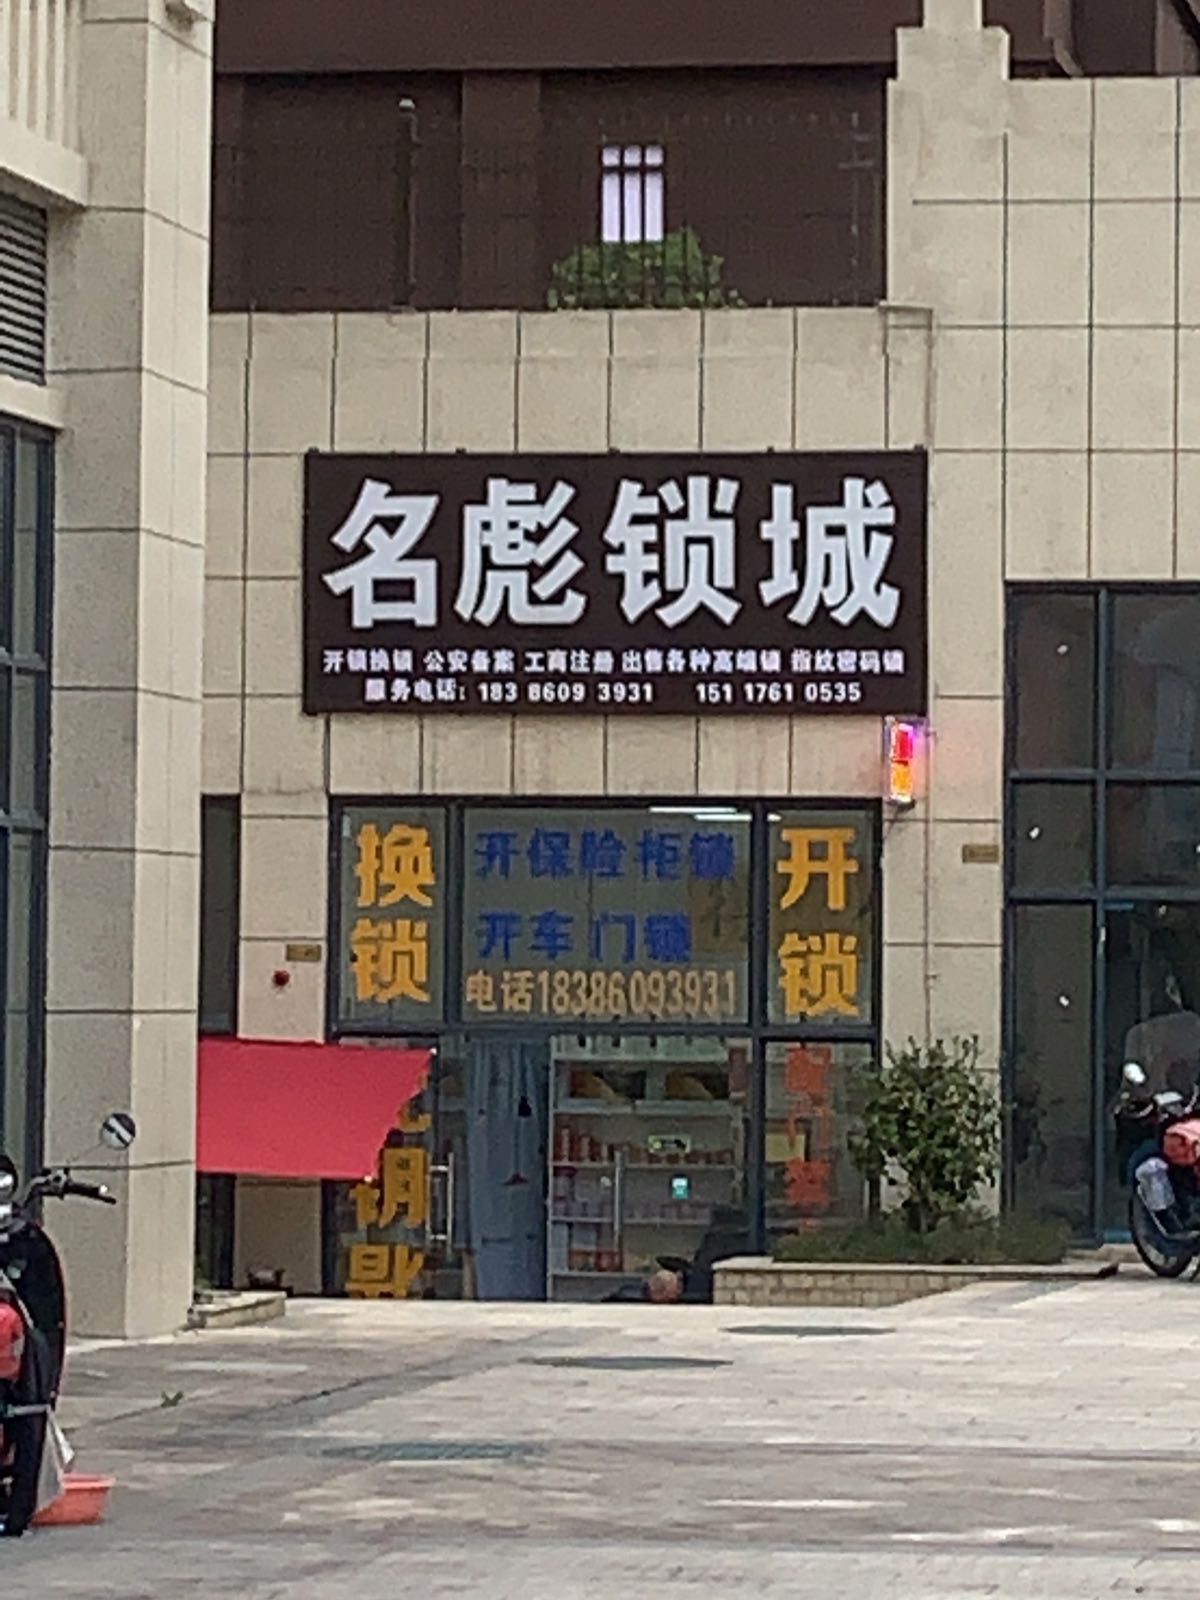 名彪锁城
开锁换锁 公安备案 工商注册 出售各种高端锁 指纹密码锁
服务电话: 183 8609 3931 151 1761 0535
换锁
开保险柜锁
开车门锁
电话18386093931
开锁
钥匙